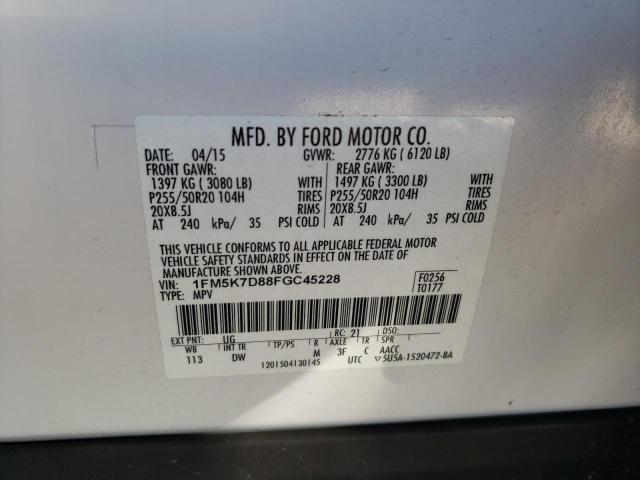 MFD. BY FORD MOTOR CO.
DATE: 04/15 GVWR: 2776 KG ( 6120 LB)
FRONT GAWR: REAR GAWR:
1397 KG ( 3080 LB) WITH 1497 KG ( 3300 LB) WITH
P255/50R20 104H TIRES P255/50R20 104H TIRES
20X8.5J RIMS 20X8.5J RIMS
AT 240 kPa/ 35 PSI COLD AT 240 kPa/ 35 PSI COLD
THIS VEHICLE CONFORMS TO ALL APPLICABLE FEDERAL MOTOR
VEHICLE SAFETY STANDARDS IN EFFECT ON THE DATE OF
MANUFACTURE SHOWN ABOVE.
VIN: 1FM5K7D88FGC45228 F0256
TYPE: MPV T0177
EXT PNT: UG RC: 21 DSO:
WB INT TR TP/PS R AXLE TR SPR
113 DW M 3F C AACC
1201504130145 UTC ▽5U5A-1520472-BA